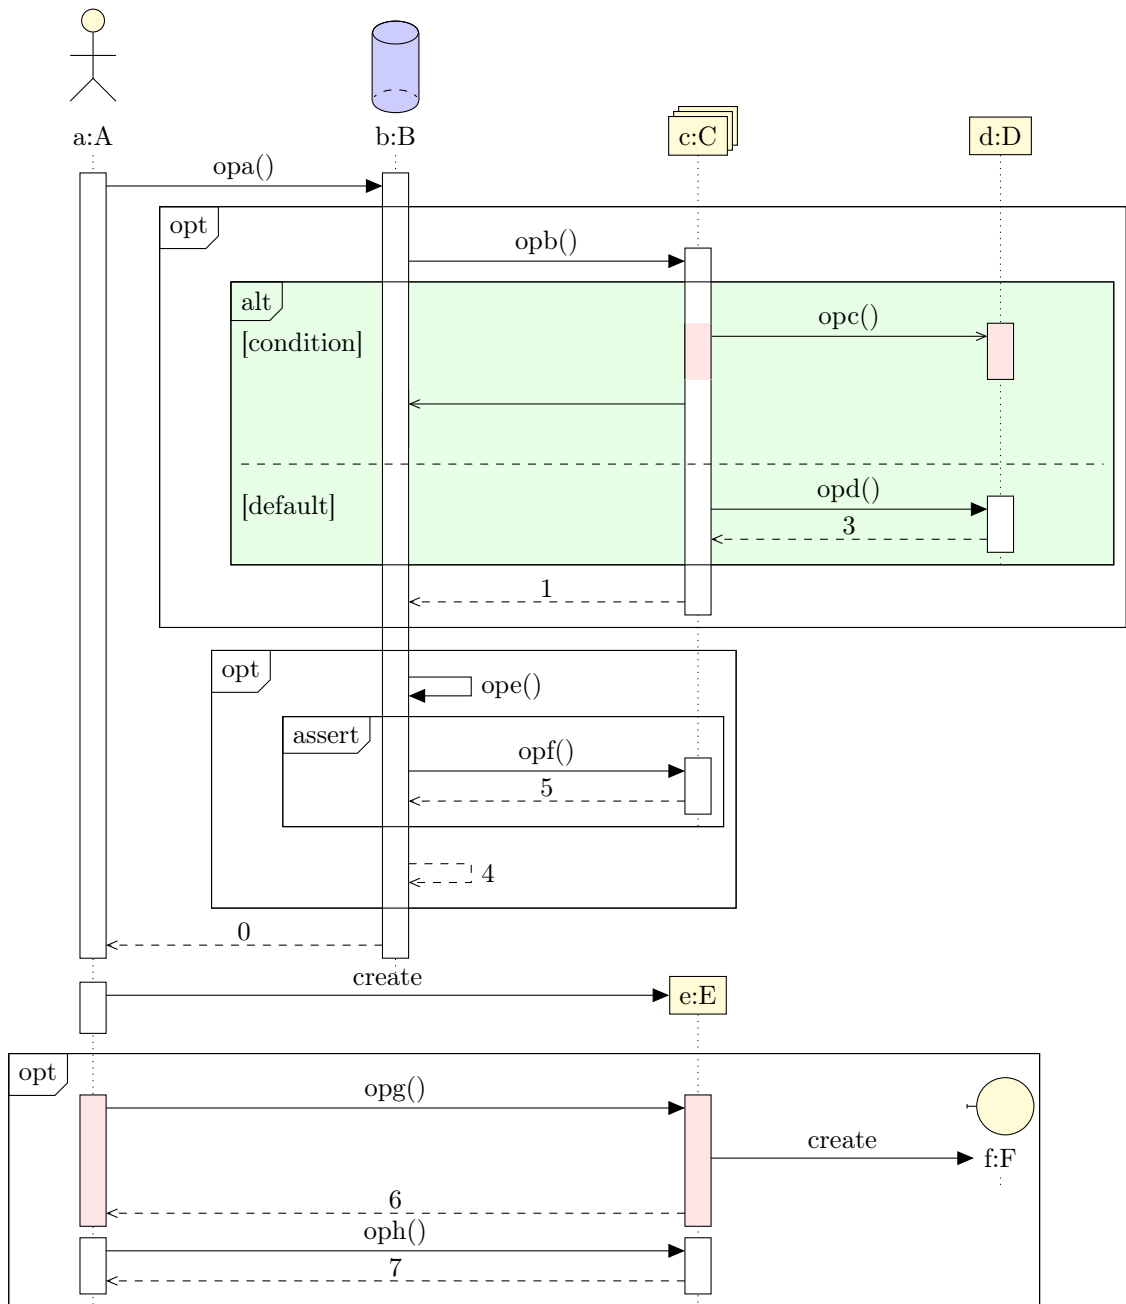 a:A
b:B
c:C
d:D
opa()
opt
opb()
alt
opc()
[condition]
opd()
[default]
3
1
opt
ope()
assert
opf()
5
4
0
create
e:E
opt
opg()
create
f:F
6
oph()
7